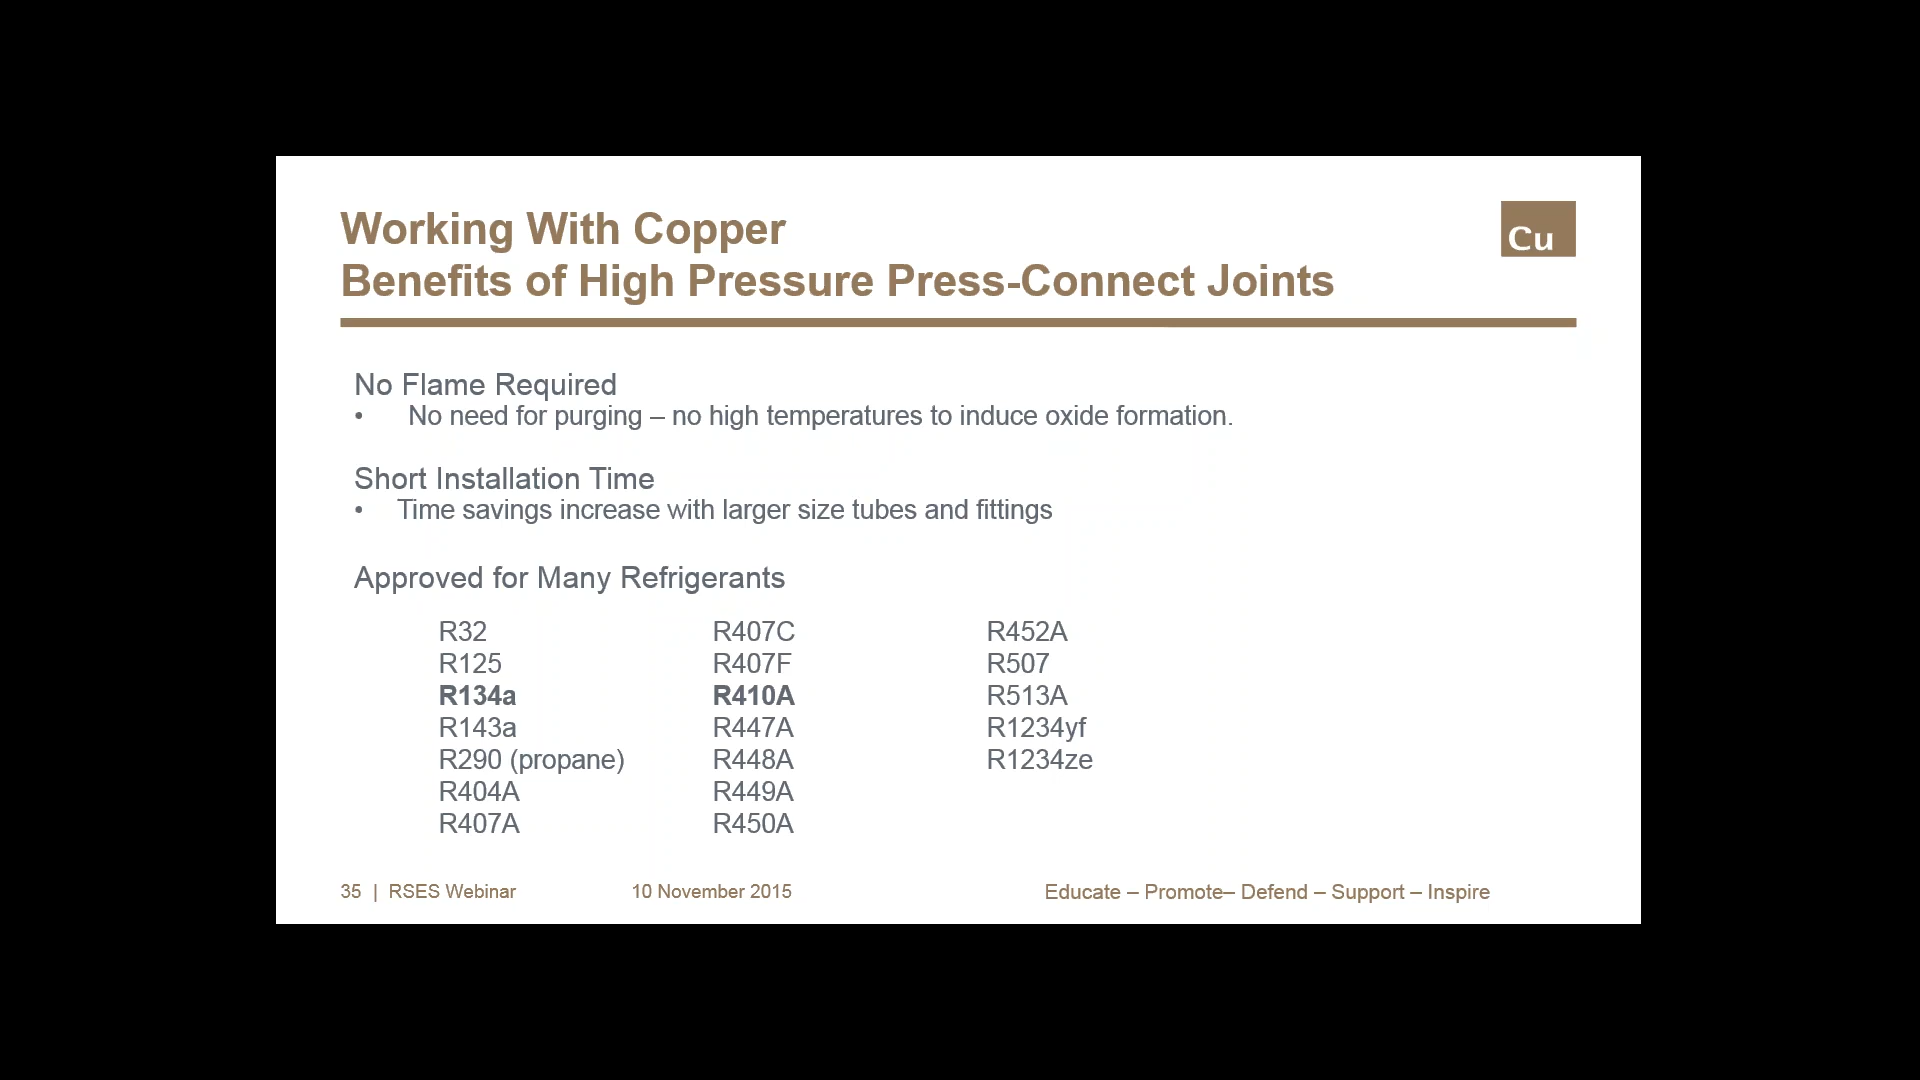 Working With Copper
Cu
Benefits of High Pressure Press-Connect Joints
No Flame Required
• No need for purging – no high temperatures to induce oxide formation.
Short Installation Time
• Time savings increase with larger size tubes and fittings
Approved for Many Refrigerants
R32
R125
R134a
R143a
R290 (propane)
R404A
R407A
R407C
R407F
R410A
R447A
R448A
R449A
R450A
R452A
R507
R513A
R1234yf
R1234ze
35 | RSES Webinar
10 November 2015
Educate – Promote– Defend – Support – Inspire